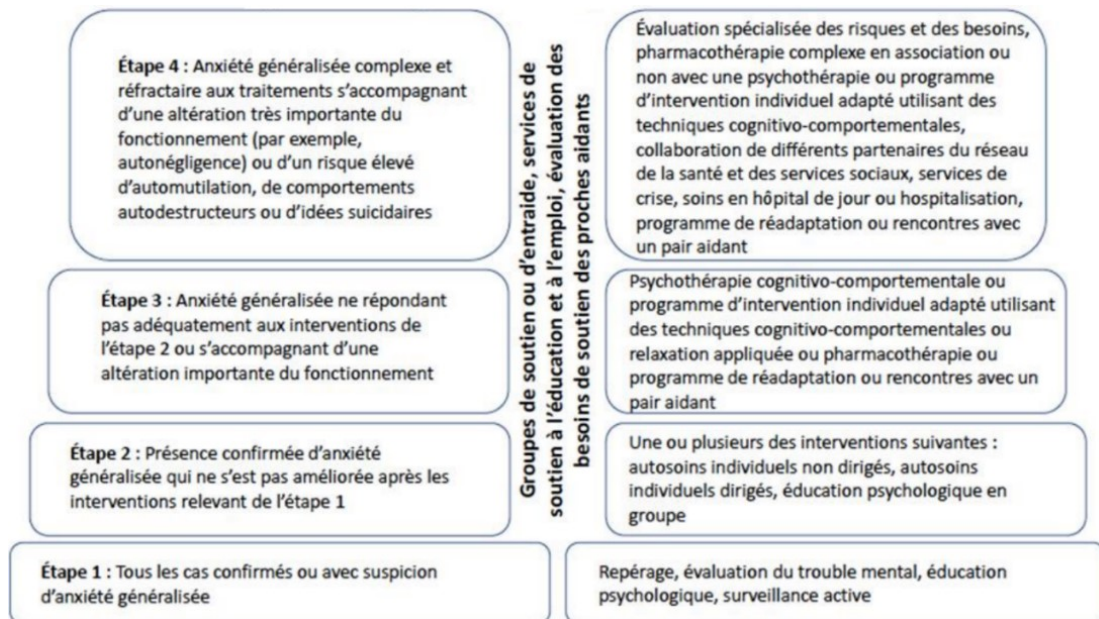 Étape 4 : Anxiété généralisée complexe et
réfractaire aux traitements s'accompagnant
d'une altération très importante du
fonctionnement (par exemple,
autonégligence) ou d'un risque élevé
d'automutilation, de comportements
autodestructeurs ou d'idées suicidaires
Évaluation spécialisée des risques et des besoins,
pharmacothérapie complexe en association ou
non avec une psychothérapie ou programme
d'intervention individuel adapté utilisant des
techniques cognitivo-comportementales,
collaboration de différents partenaires du réseau
de la santé et des services sociaux, services de
crise, soins en hôpital de jour ou hospitalisation,
programme de réadaptation ou rencontres avec
un pair aidant
Groupes de soutien ou d'entraide, services de
soutien à l'éducation et à l'emploi, évaluation des
besoins de soutien des proches aidants
Étape 3 : Anxiété généralisée ne répondant
pas adéquatement aux interventions de
l'étape 2 ou s'accompagnant d'une
altération importante du fonctionnement
Psychothérapie cognitivo-comportementale ou
programme d'intervention individuel adapté utilisant
des techniques cognitivo-comportementales ou
relaxation appliquée ou pharmacothérapie ou
programme de réadaptation ou rencontres avec un
pair aidant
Étape 2 : Présence confirmée d'anxiété
généralisée qui ne s'est pas améliorée après les
interventions relevant de l'étape 1
Une ou plusieurs des interventions suivantes :
autosoins individuels non dirigés, autosoins
individuels dirigés, éducation psychologique en
groupe
Étape 1 : Tous les cas confirmés ou avec suspicion
d'anxiété généralisée
Repérage, évaluation du trouble mental, éducation
psychologique, surveillance active